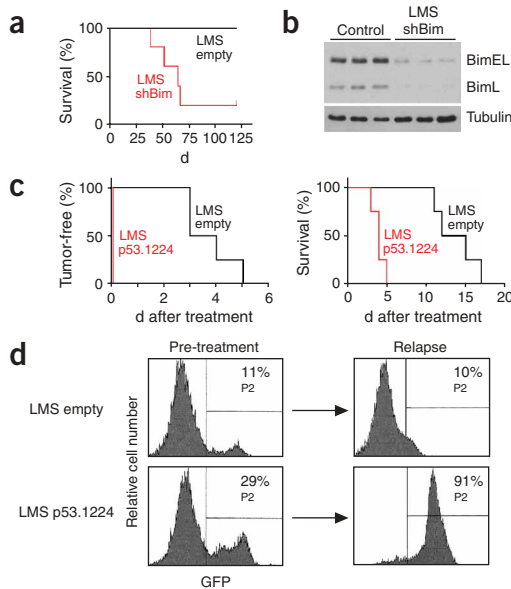 a
Survival (%)
100
50
0
LMS
empty
LMS
shBim
0 25 50 75 100 125
d
b
Control
LMS
shBim
BimEL
BimL
Tubulin
c
Tumor-free (%)
100
50
0
LMS
empty
LMS
p53.1224
0 2 4 6
d after treatment
Survival (%)
100
50
0
LMS
empty
LMS
p53.1224
0 5 10 15 20
d after treatment
d
Pre-treatment
Relapse
LMS empty
11%
P2
10%
P2
Relative cell number
LMS p53.1224
29%
P2
91%
P2
GFP